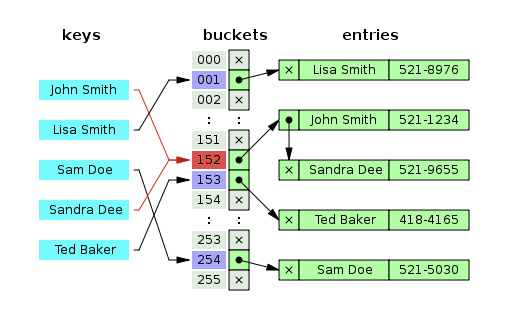 keys buckets entries
000 ×
× Lisa Smith 521-8976
001
John Smith
002 ×
: :
John Smith 521-1234
Lisa Smith
151 ×
152
Sam Doe
× Sandra Dee 521-9655
153
154 ×
Sandra Dee
: :
× Ted Baker 418-4165
253 ×
Ted Baker
254
× Sam Doe 521-5030
255 ×